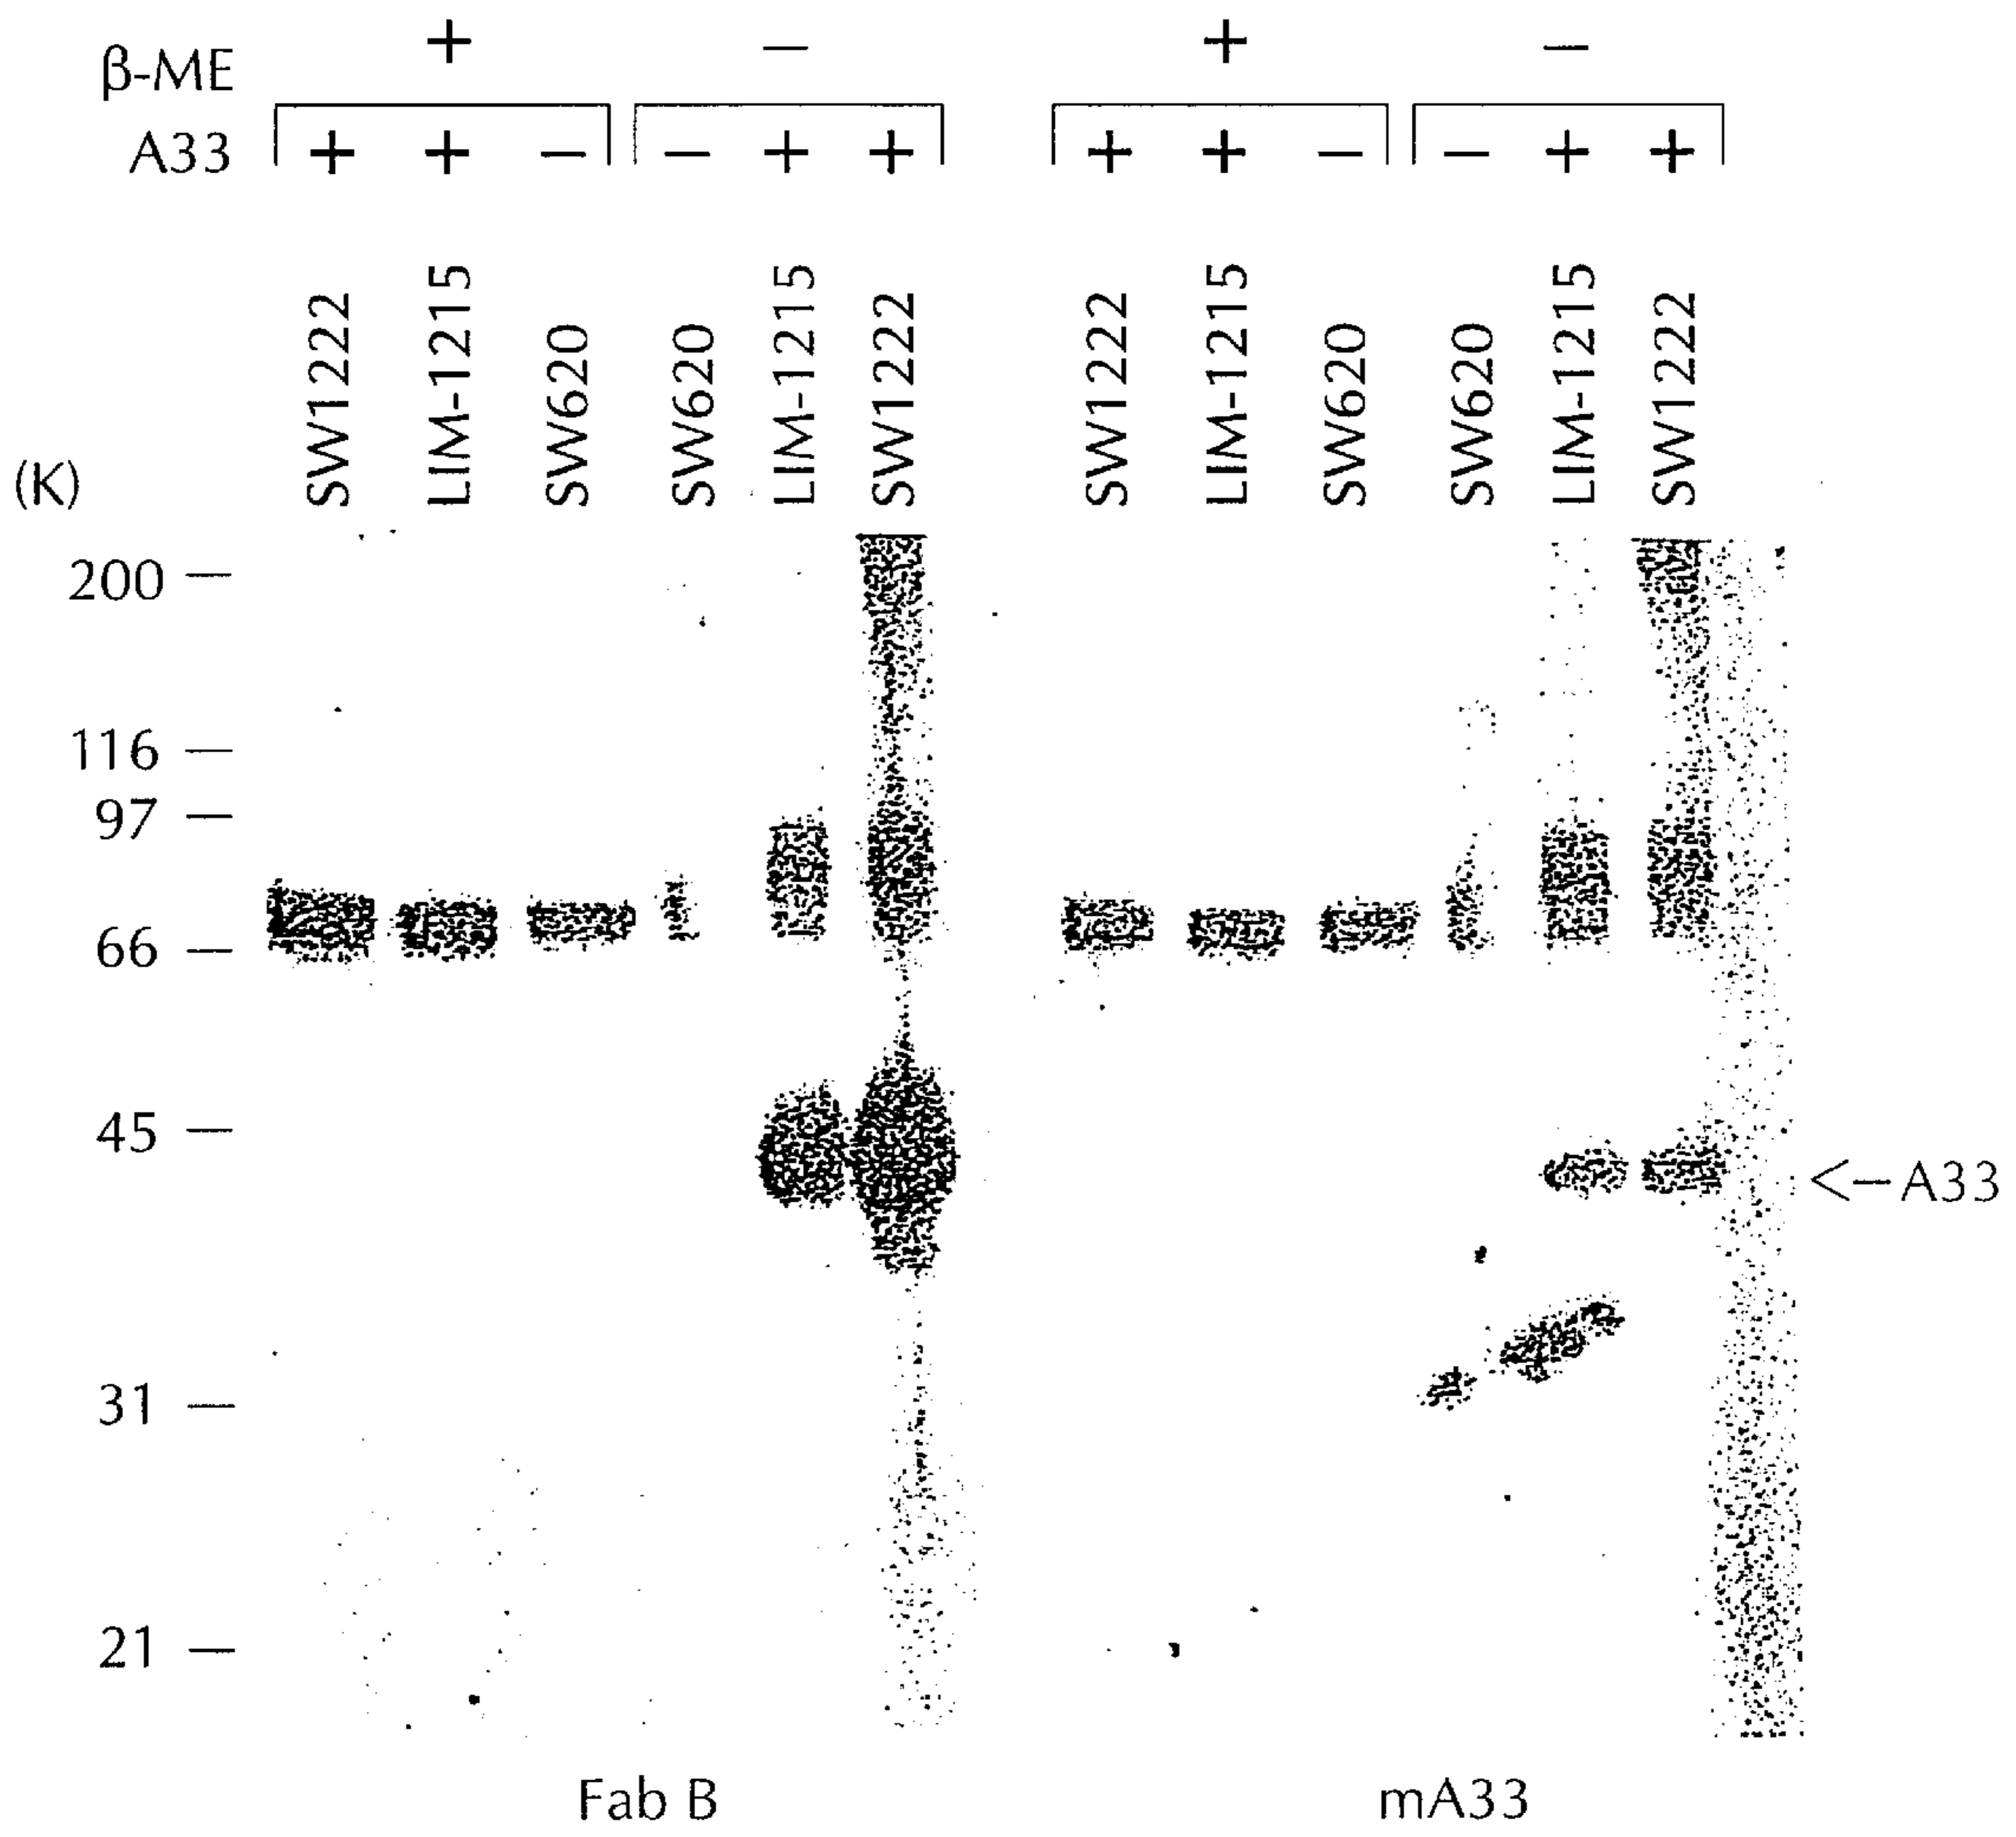 β-ME + – + –
A33 + + – – + + + + – – + +
SW1222 LIM-1215 SW620 SW620 LIM-1215 SW1222 SW1222 LIM-1215 SW620 SW620 LIM-1215 SW1222
(K)
200 –
116 –
97 –
66 –
45 –
<–A33
31 –
21 –
Fab B mA33